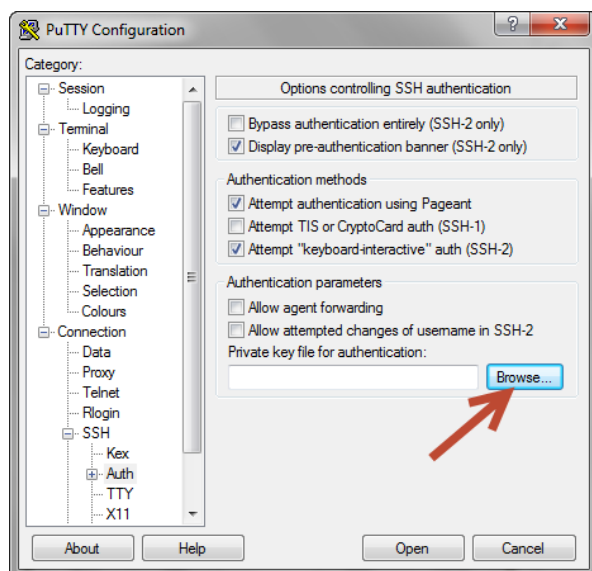 PuTTY Configuration
Category:
Session
Logging
Terminal
Keyboard
Bell
Features
Window
Appearance
Behaviour
Translation
Selection
Colours
Connection
Data
Proxy
Telnet
Rlogin
SSH
Kex
Auth
TTY
X11
Options controlling SSH authentication
Bypass authentication entirely (SSH-2 only)
Display pre-authentication banner (SSH-2 only)
Authentication methods
Attempt authentication using Pageant
Attempt TIS or CryptoCard auth (SSH-1)
Attempt "keyboard-interactive" auth (SSH-2)
Authentication parameters
Allow agent forwarding
Allow attempted changes of username in SSH-2
Private key file for authentication:
Browse...
About
Help
Open
Cancel